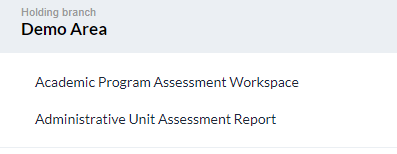 Holding branch
Demo Area
Academic Program Assessment Workspace
Administrative Unit Assessment Report